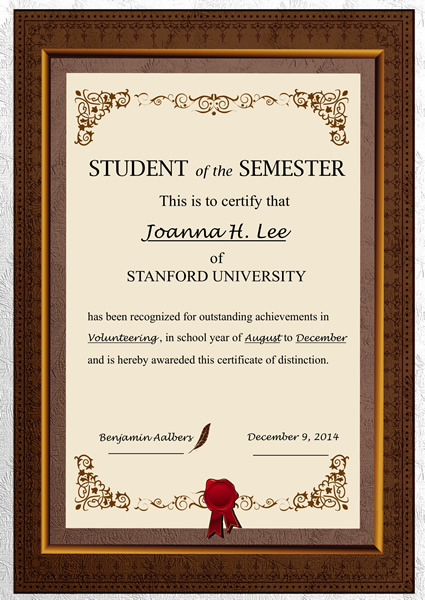 STUDENT of the SEMESTER
This is to certify that
Joanna H. Lee
of
STANFORD UNIVERSITY
has been recognized for outstanding achievements in
Volunteering, in school year of August to December
and is hereby awareded this certificate of distinction.
Benjamin Aalbers December 9, 2014